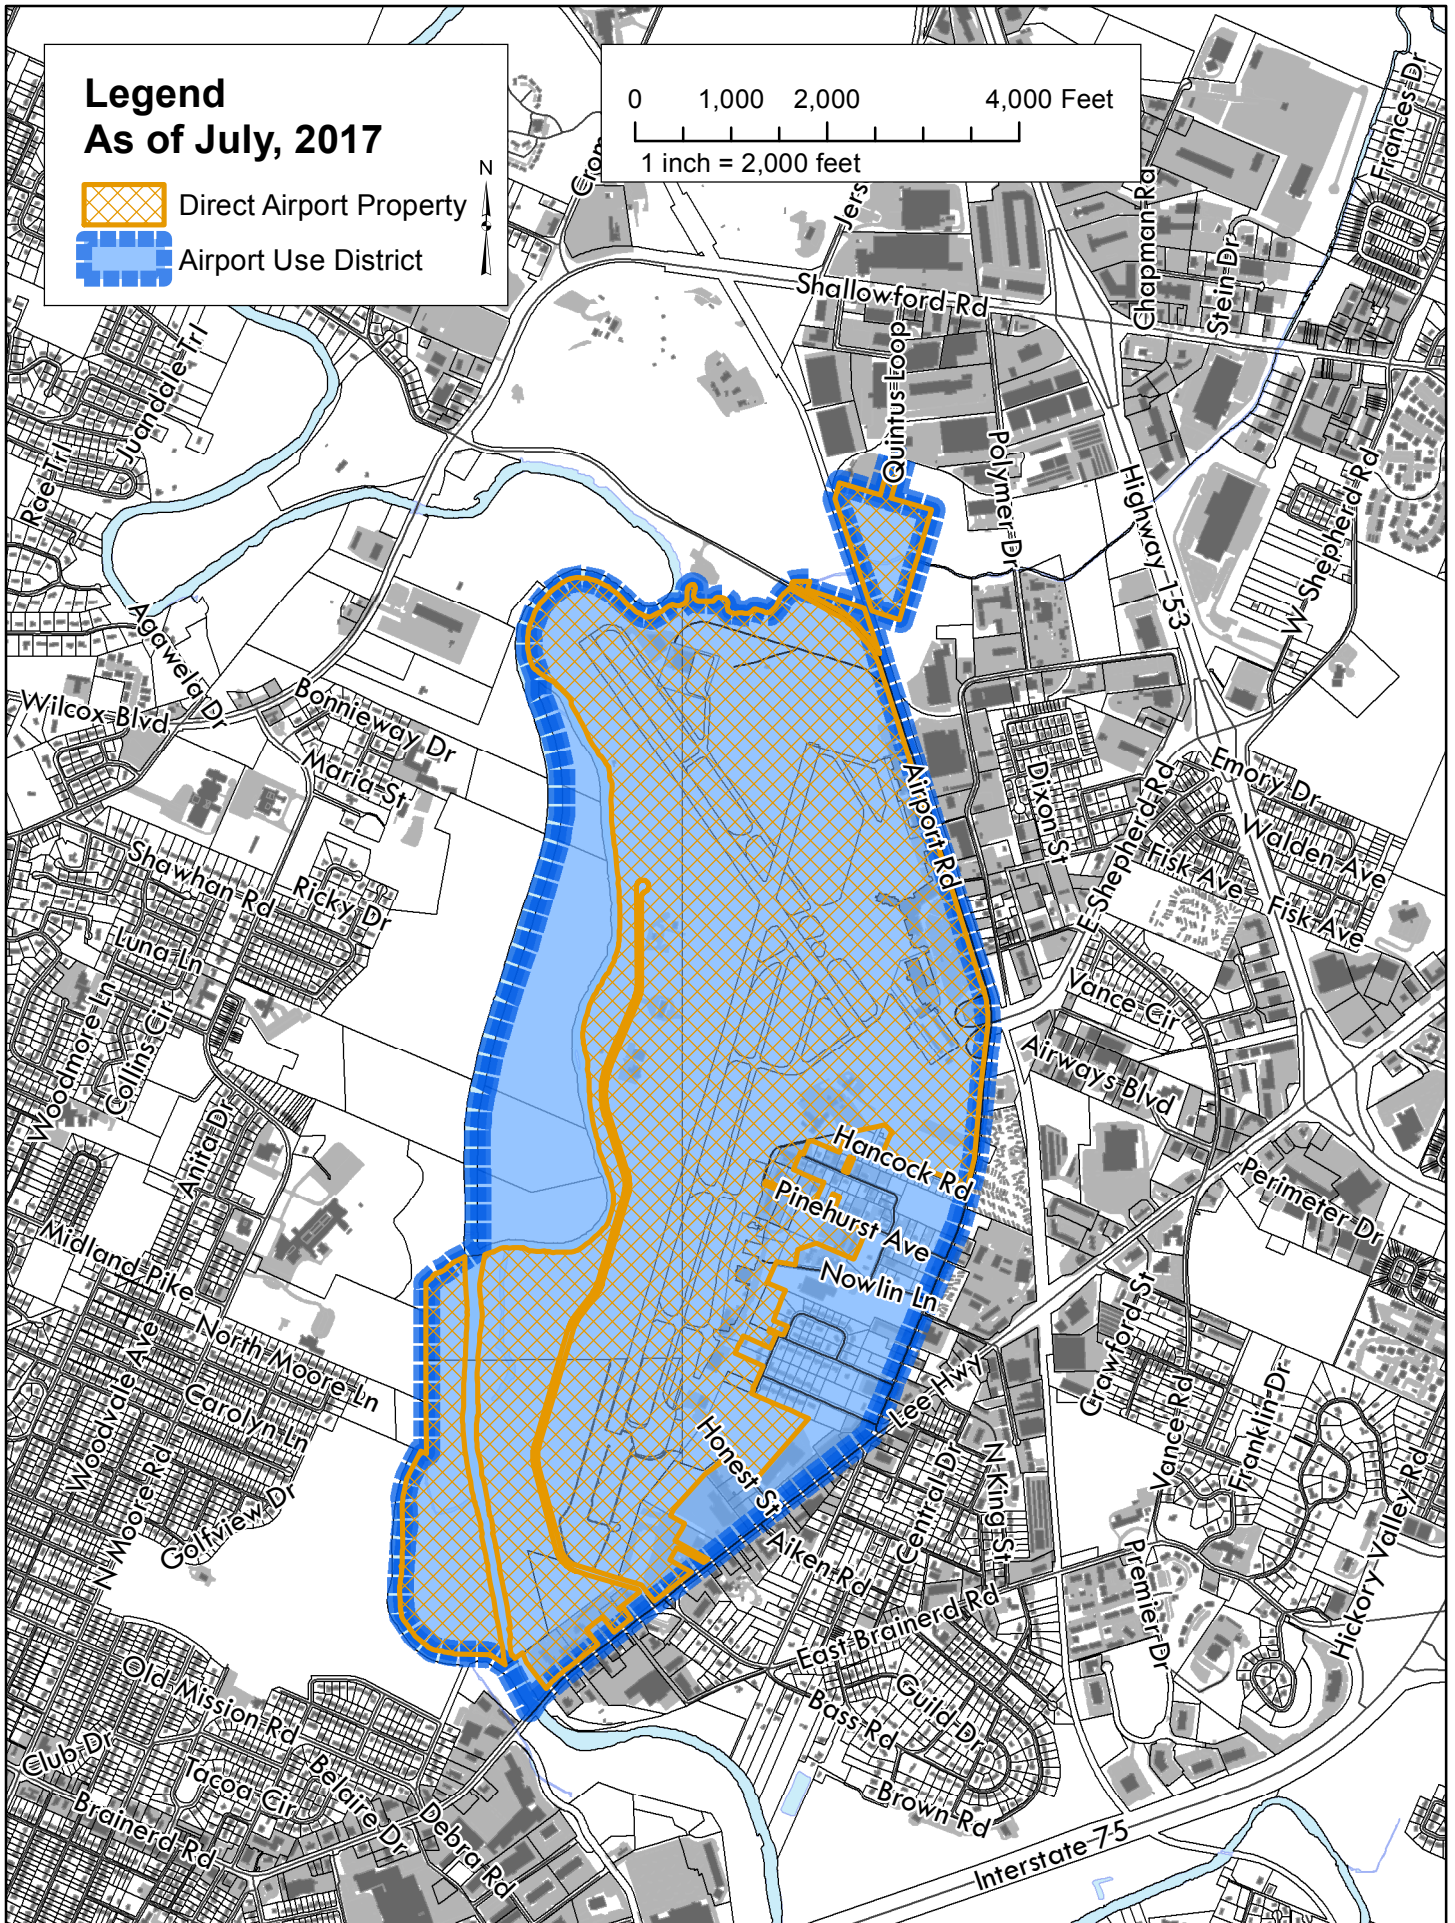 Legend
As of July, 2017
N
Direct Airport Property
Airport Use District
0 1,000 2,000 4,000 Feet
1 inch = 2,000 feet
Frances Dr
Chapman Rd
Stein Dr
Shallowford Rd
Quintus Loop
Juandale Trl
Rae Trl
Polymer Dr
Highway 153
W Shepherd Rd
Agawela Dr
Wilcox Blvd
Bonnieway Dr
Maria St
Airport Rd
Dixon St
E Shepherd Rd
Emory Dr
Walden Ave
Fisk Ave
Fisk Ave
Shawhan Rd
Ricky Dr
Luna Ln
Woodmore Ln
Collins Cir
Vance Cir
Airways Blvd
Anita Dr
Hancock Rd
Perimeter Dr
Pinehurst Ave
Nowlin Ln
Midland Pike
North Moore Ln
Woodvale Ave
Carolyn Ln
N Moore Rd
Golfview Dr
Crawford St
Lee Hwy
Vance Rd
Franklin Dr
Hickory Valley Rd
Honest St
Central Dr
N King St
Aiken Rd
Premier Dr
East Brainerd Rd
Old Mission Rd
Guild Dr
Bass Rd
Club Dr
Tacoa Cir
Belaire Dr
Brainerd Rd
Debra Rd
Brown Rd
Interstate 75